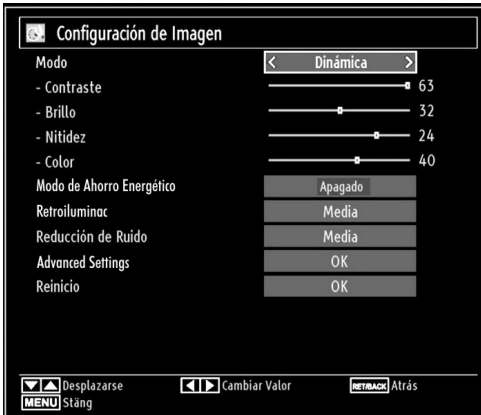 Configuración de Imagen
Modo < Dinámica >
- Contraste 63
- Brillo 32
- Nitidez 24
- Color 40
Modo de Ahorro Energético Apagado
Retroiluminac Media
Reducción de Ruido Media
Advanced Settings OK
Reinicio OK
Desplazarse Cambiar Valor RET/BACK Atrás
MENU Stäng